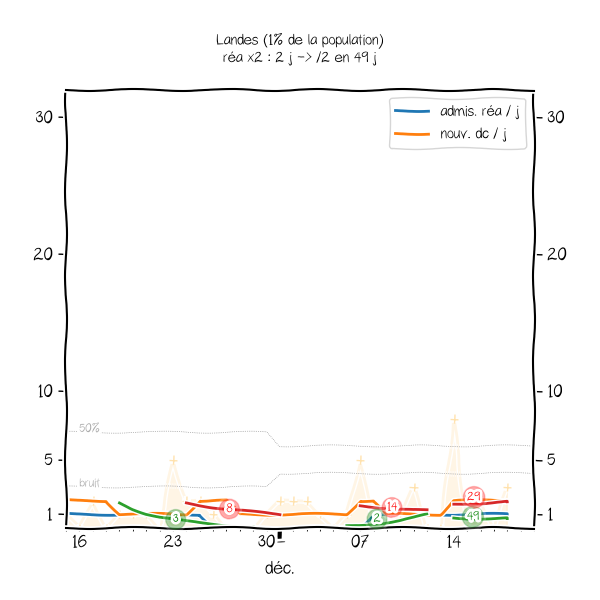 Landes (1% de la population)
réa x2 : 2 j -> /2 en 49 j
admis. réa / j
nouv. dc / j
30 30
20 20
10 10
50%
5 5
bruit
29
8 14
1 3 2 49 1
16 23 30 07 14
déc.